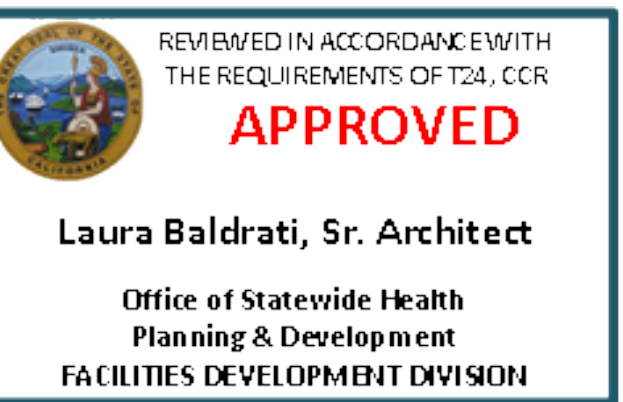 REVIEWED IN ACCORDANCE WITH
THE REQUIREMENTS OF T24, CCR
APPROVED
Laura Baldrati, Sr. Architect
Office of Statewide Health
Planning & Development
FACILITIES DEVELOPMENT DIVISION